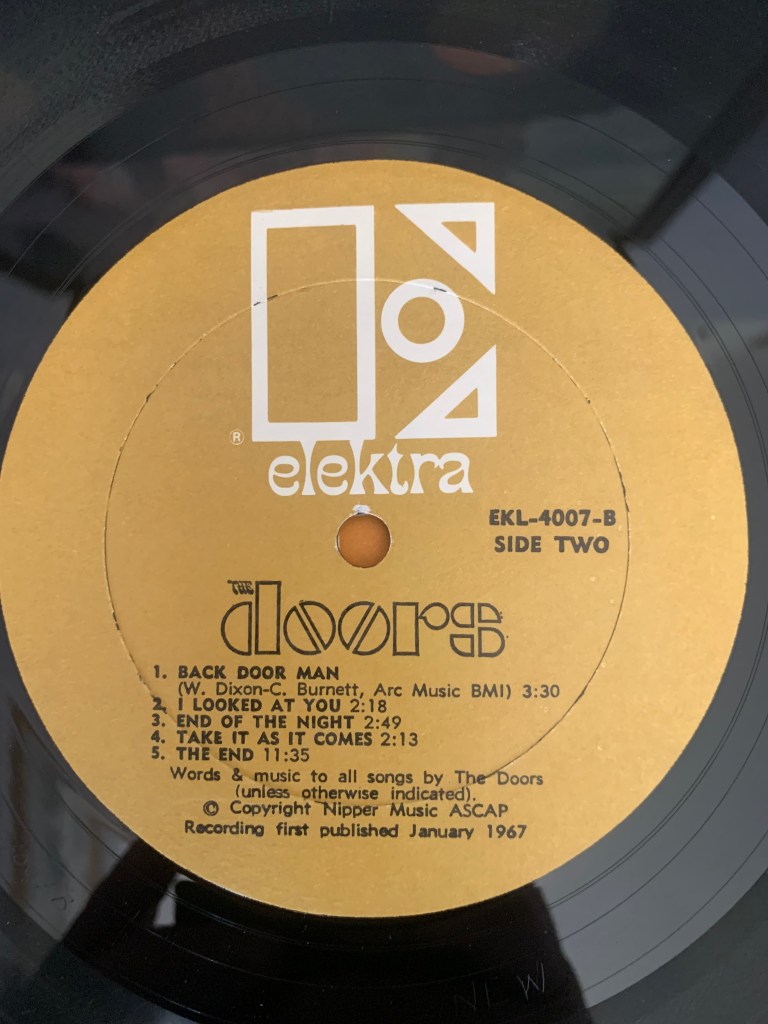 ®
elektra
EKL-4007-B
SIDE TWO
THE
doors
1. BACK DOOR MAN
(W. Dixon-C. Burnett, Arc Music BMI) 3:30
2. I LOOKED AT YOU 2:18
3. END OF THE NIGHT 2:49
4. TAKE IT AS IT COMES 2:13
5. THE END 11:35
Words & music to all songs by The Doors
(unless otherwise indicated).
© Copyright Nipper Music ASCAP
Recording first published January 1967
NL W